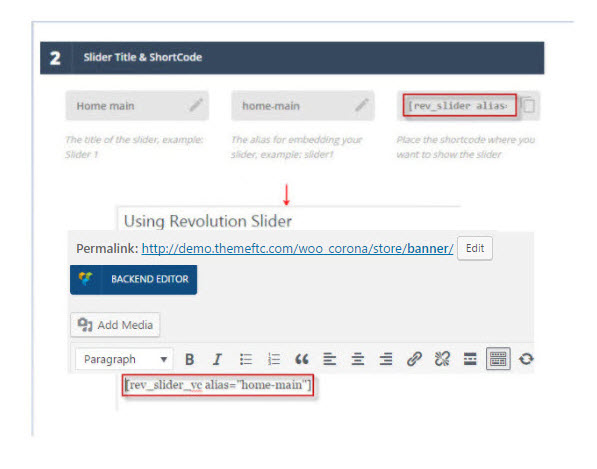 2 Slider Title & ShortCode
Home main
home-main
[rev_slider alias=
The title of the slider, example:
Slider 1
The alias for embedding your
slider, example: slider1
Place the shortcode where you
want to show the slider
Using Revolution Slider
Permalink: http://demo.themeftc.com/woo_corona/store/banner/ Edit
BACKEND EDITOR
Add Media
Paragraph B I
[rev_slider_vc alias="home-main"]